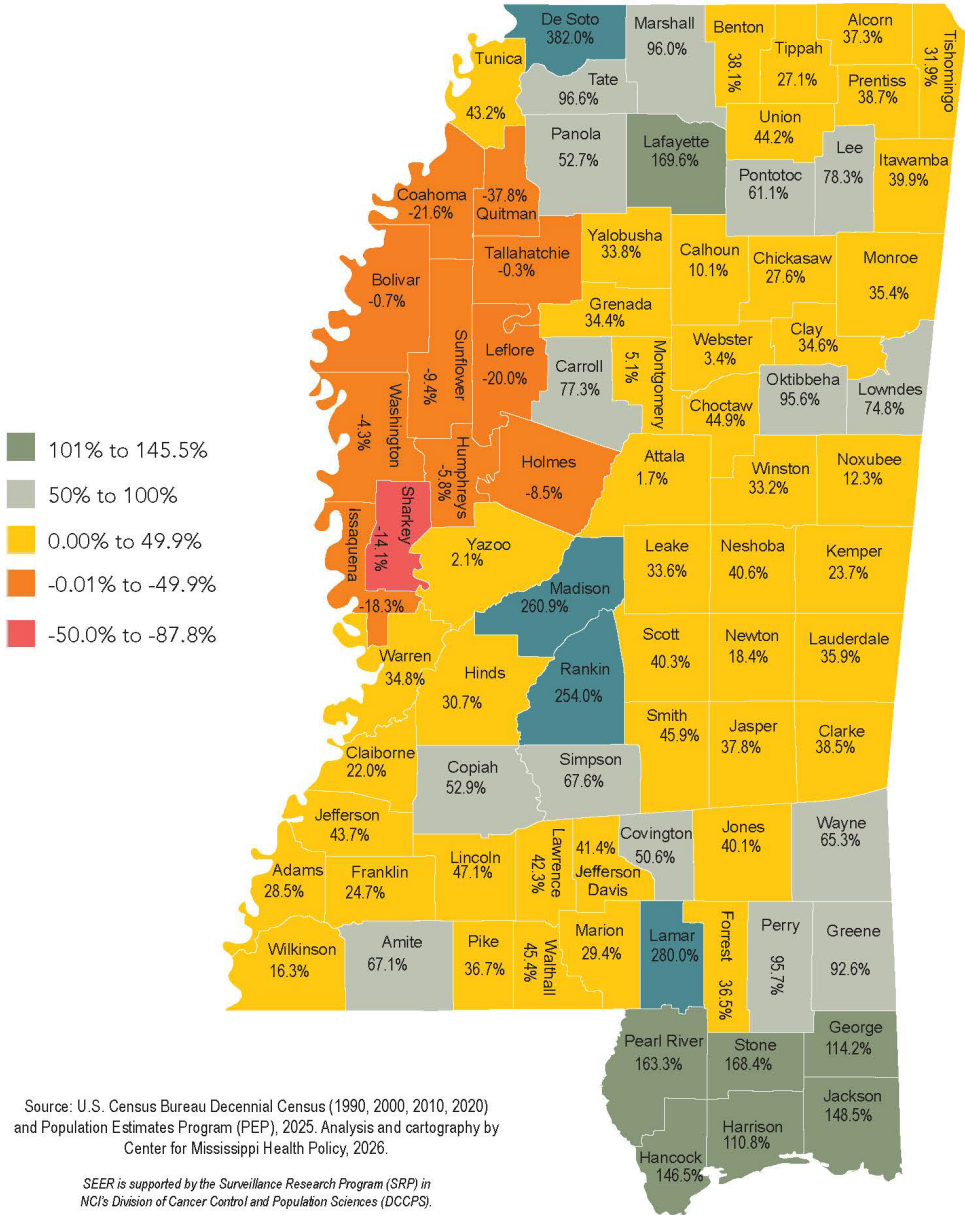 De Soto
382.0%
Marshall
96.0%
Benton
38.1%
Tippah
27.1%
Alcorn
37.3%
Tishomingo
31.9%
Prentiss
38.7%
Tunica
43.2%
Tate
96.6%
Panola
52.7%
Lafayette
169.6%
Union
44.2%
Pontotoc
61.1%
Lee
78.3%
Itawamba
39.9%
Coahoma
-21.6%
-37.8%
Quitman
Tallahatchie
-0.3%
Yalobusha
33.8%
Calhoun
10.1%
Chickasaw
27.6%
Monroe
35.4%
Bolivar
-0.7%
Sunflower
-9.4%
Leflore
-20.0%
Grenada
34.4%
Carroll
77.3%
Montgomery
5.1%
Webster
3.4%
Clay
34.6%
Oktibbeha
95.6%
Lowndes
74.8%
Choctaw
44.9%
Washington
-4.3%
Humphreys
-5.8%
Holmes
-8.5%
Attala
1.7%
Winston
33.2%
Noxubee
12.3%
Issaquena
-18.3%
Sharkey
-14.1%
Yazoo
2.1%
Madison
260.9%
Leake
33.6%
Neshoba
40.6%
Kemper
23.7%
Warren
34.8%
Hinds
30.7%
Rankin
254.0%
Scott
40.3%
Newton
18.4%
Lauderdale
35.9%
Smith
45.9%
Jasper
37.8%
Clarke
38.5%
Claiborne
22.0%
Copiah
52.9%
Simpson
67.6%
Jefferson
43.7%
Adams
28.5%
Franklin
24.7%
Lincoln
47.1%
Lawrence
42.3%
41.4%
Jefferson
Davis
Covington
50.6%
Jones
40.1%
Wayne
65.3%
Wilkinson
16.3%
Amite
67.1%
Pike
36.7%
Walthall
45.4%
Marion
29.4%
Lamar
280.0%
Forrest
36.5%
Perry
95.7%
Greene
92.6%
Pearl River
163.3%
Stone
168.4%
George
114.2%
Jackson
148.5%
Harrison
110.8%
Hancock
146.5%
101% to 145.5%
50% to 100%
0.00% to 49.9%
-0.01% to -49.9%
-50.0% to -87.8%
Source: U.S. Census Bureau Decennial Census (1990, 2000, 2010, 2020)
and Population Estimates Program (PEP), 2025. Analysis and cartography by
Center for Mississippi Health Policy, 2026.
SEER is supported by the Surveillance Research Program (SRP) in
NCI's Division of Cancer Control and Population Sciences (DCCPS).